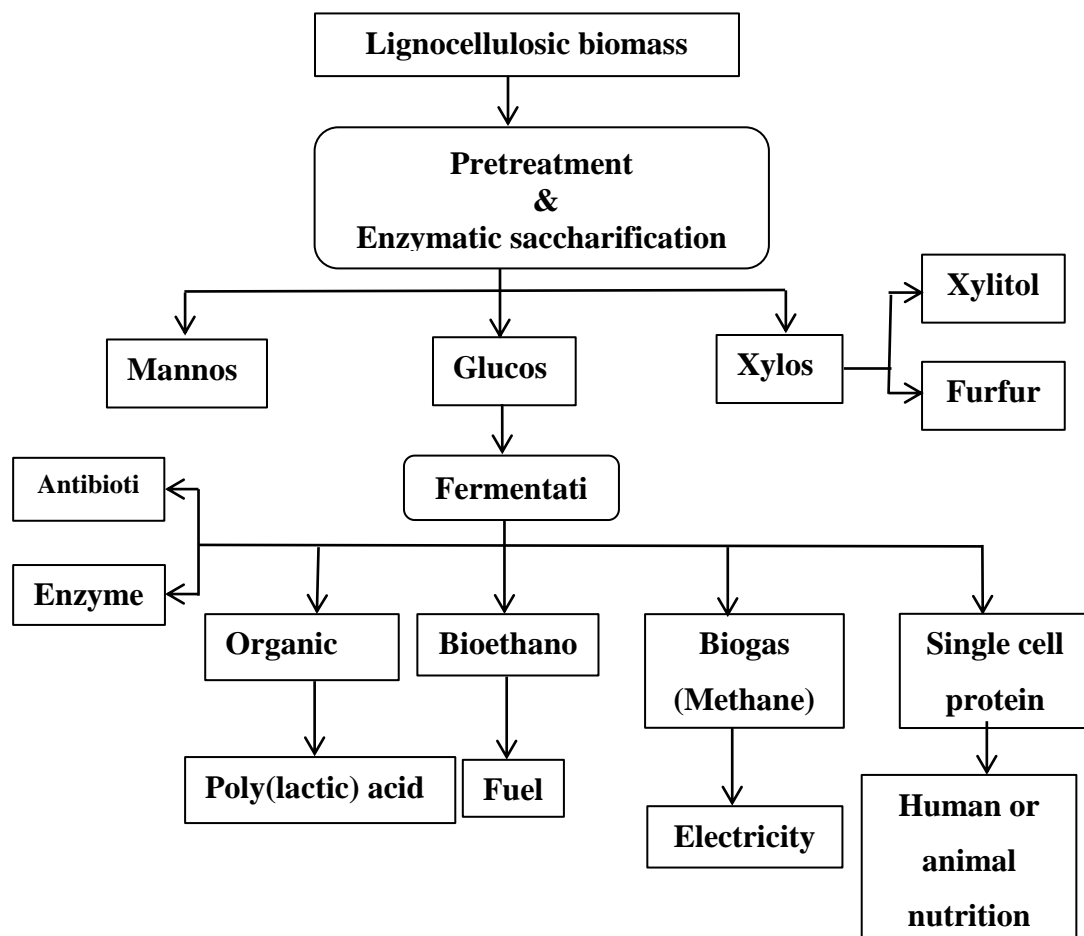 Lignocellulosic biomass
Pretreatment
&
Enzymatic saccharification
Xylitol
Mannos
Glucos
Xylos
Furfur
Antibioti
Fermentati
Enzyme
Organic
Bioethano
Biogas
(Methane)
Single cell
protein
Poly(lactic) acid
Fuel
Electricity
Human or
animal
nutrition